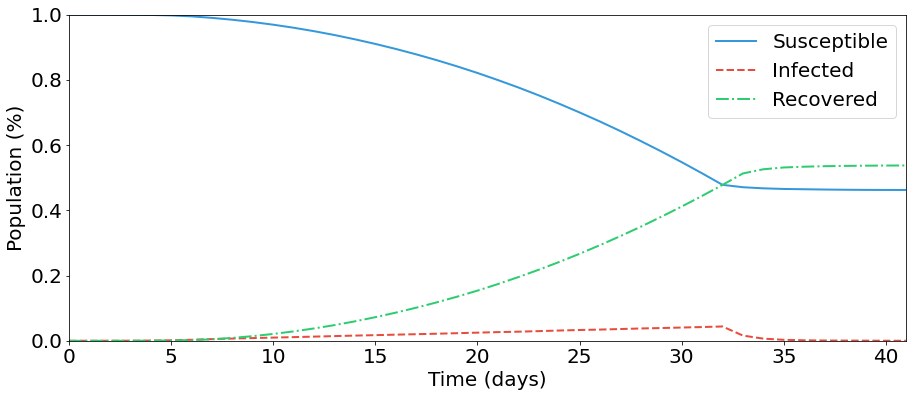 1.0
0.8
0.6
0.4
0.2
0.0
Population (%)
Susceptible
Infected
Recovered
0 5 10 15 20 25 30 35 40
Time (days)